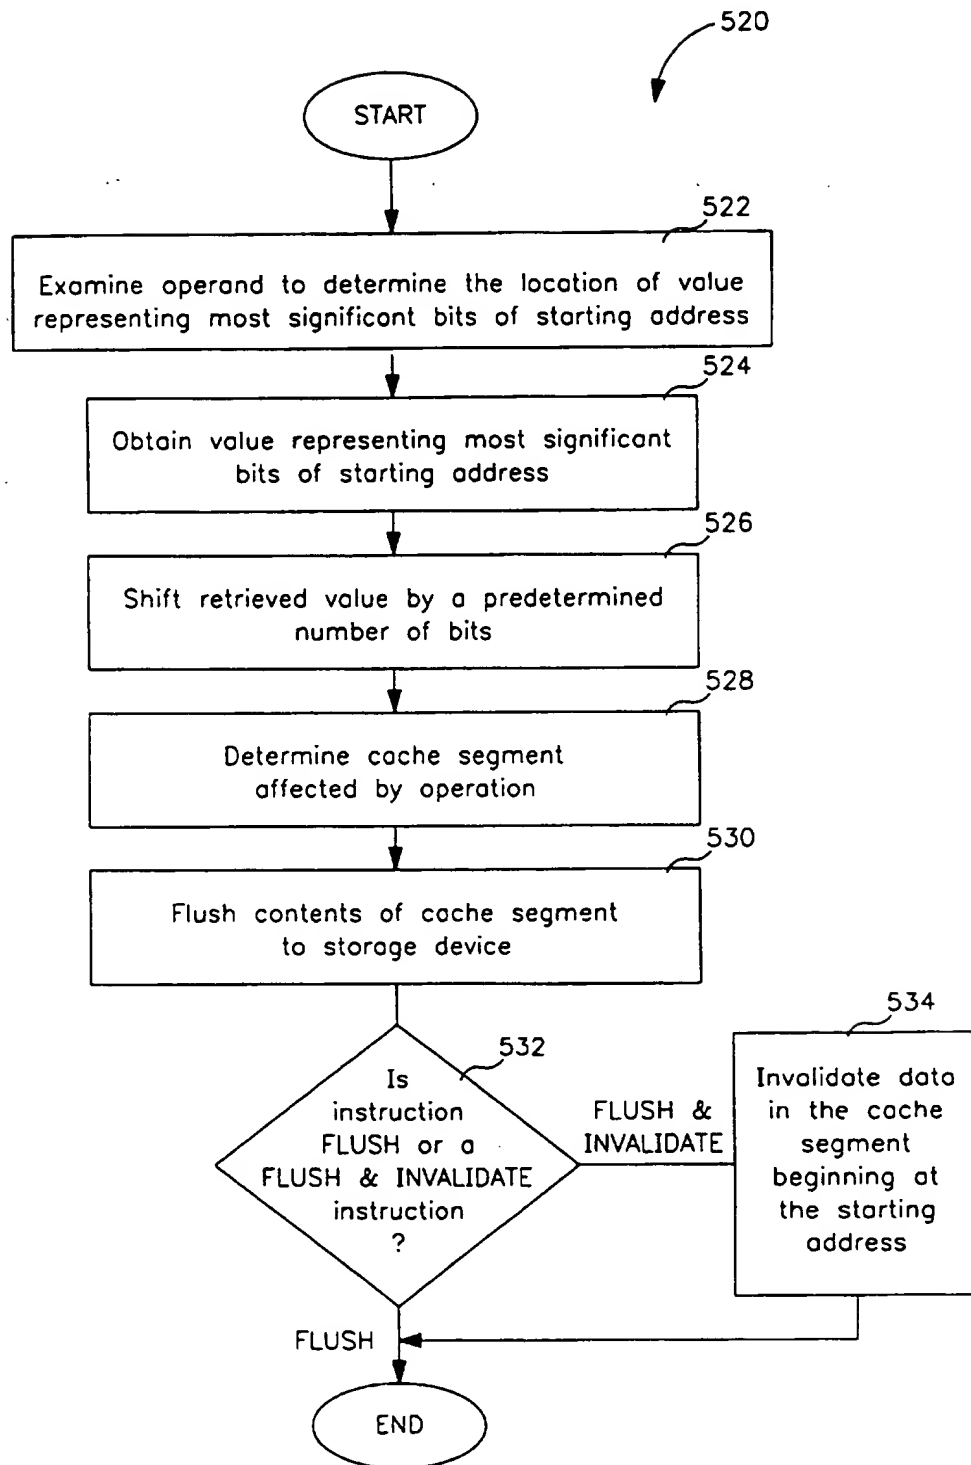 520
START
522
Examine operand to determine the location of value
representing most significant bits of starting address
524
Obtain value representing most significant
bits of starting address
526
Shift retrieved value by a predetermined
number of bits
528
Determine cache segment
affected by operation
530
Flush contents of cache segment
to storage device
532
Is
instruction
FLUSH or a
FLUSH & INVALIDATE
instruction
?
FLUSH &
INVALIDATE
534
Invalidate data
in the cache
segment
beginning at
the starting
address
FLUSH
END